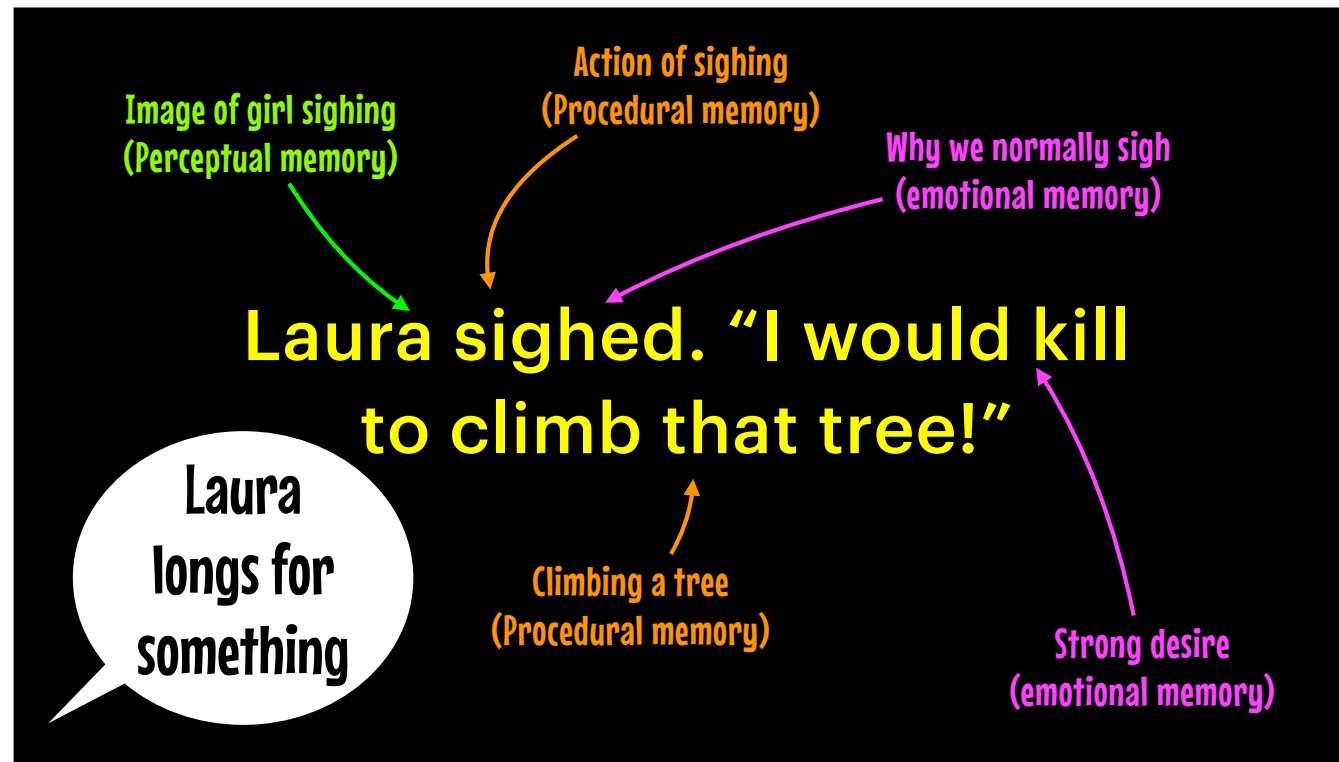 Action of sighing
(Procedural memory)
Image of girl sighing
(Perceptual memory)
Why we normally sigh
(emotional memory)
Laura sighed. “I would kill
to climb that tree!”
Laura
longs for
something
Climbing a tree
(Procedural memory)
Strong desire
(emotional memory)